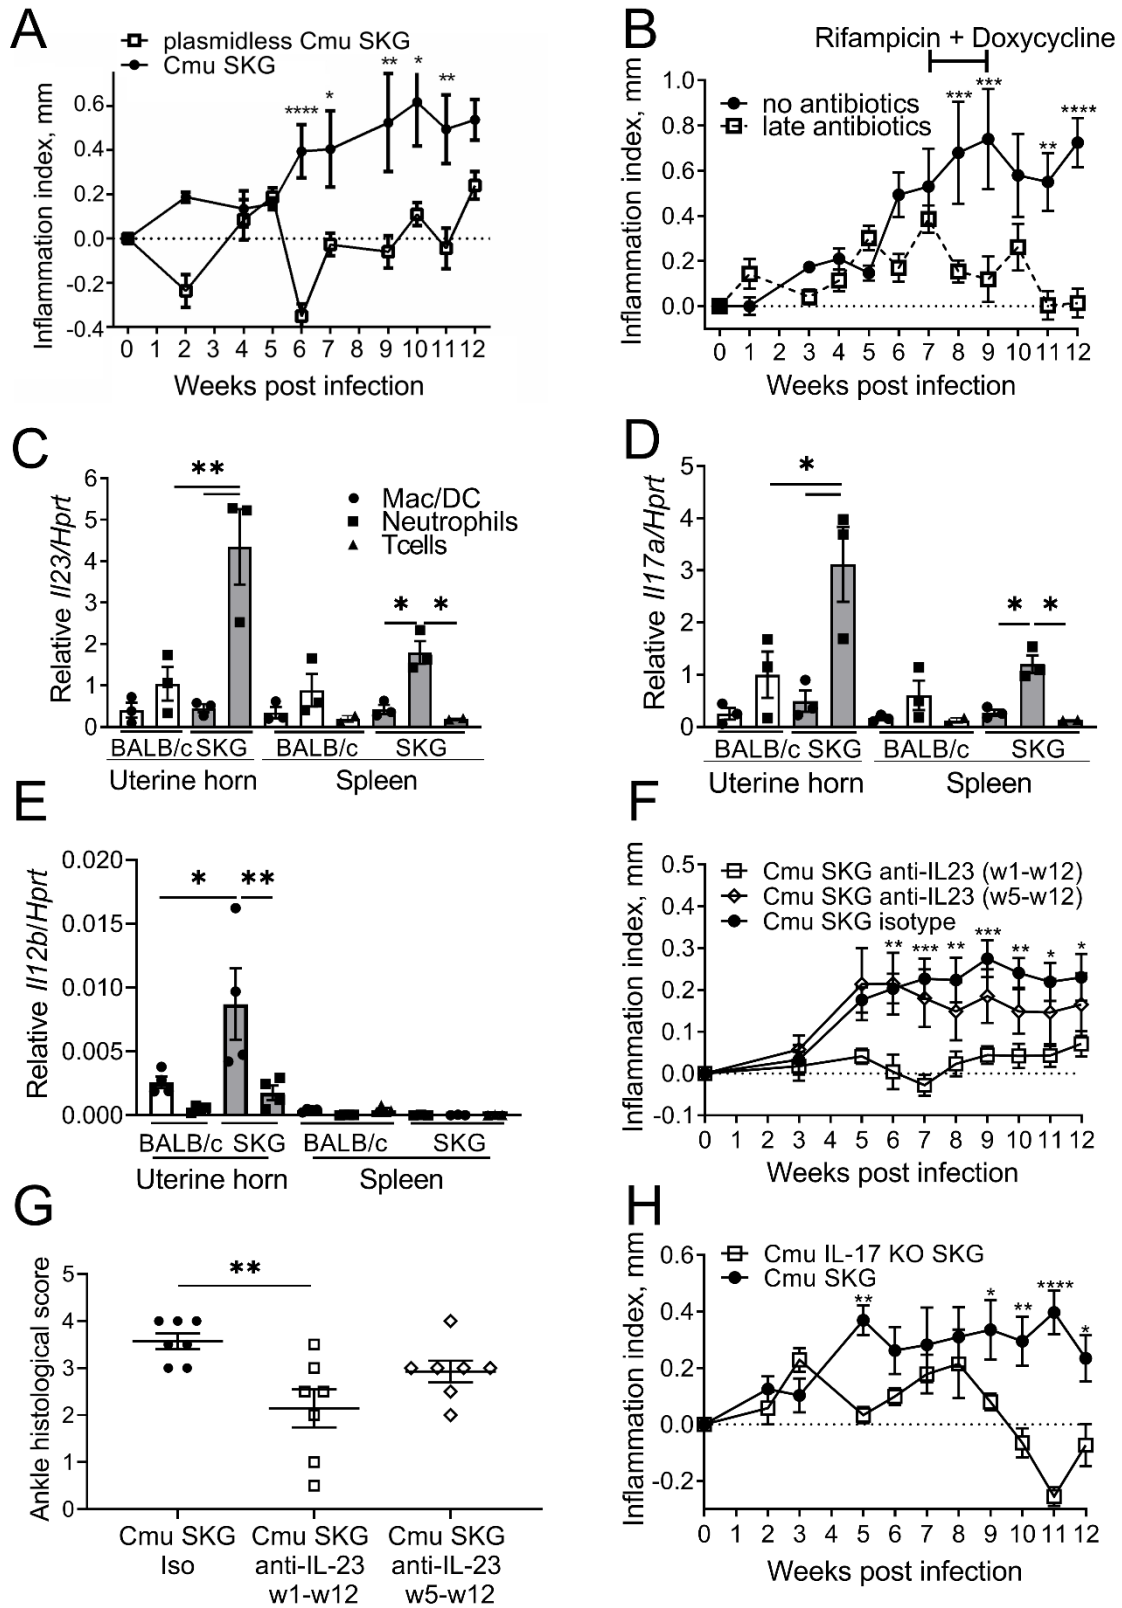 A
plasmidless Cmu SKG
Cmu SKG
Inflammation index, mm
0.6
0.4
0.2
0.0
-0.2
-0.4
**** * ** * **
0 1 2 3 4 5 6 7 8 9 10 11 12
Weeks post infection
B
Rifampicin + Doxycycline
no antibiotics
late antibiotics
Inflammation index, mm
1.0
0.8
0.6
0.4
0.2
0.0
*** *** ** ****
0 1 2 3 4 5 6 7 8 9 10 11 12
Weeks post infection
C
Relative Il23/Hprt
6
5
4
3
2
1
0
** * *
Mac/DC
Neutrophils
Tcells
BALB/c SKG BALB/c SKG
Uterine horn Spleen
D
Relative Il17a/Hprt
5
4
3
2
1
0
* * *
BALB/c SKG BALB/c SKG
Uterine horn Spleen
E
Relative Il12b/Hprt
0.020
0.015
0.010
0.005
0.000
* **
BALB/c SKG BALB/c SKG
Uterine horn Spleen
F
Cmu SKG anti-IL23 (w1-w12)
Cmu SKG anti-IL23 (w5-w12)
Cmu SKG isotype
Inflammation index, mm
0.5
0.4
0.3
0.2
0.1
0.0
-0.1
** *** ** *** ** * *
0 1 2 3 4 5 6 7 8 9 10 11 12
Weeks post infection
G
Ankle histological score
5
4
3
2
1
0
**
Cmu SKG Cmu SKG Cmu SKG
Iso anti-IL-23 anti-IL-23
w1-w12 w5-w12
H
Cmu IL-17 KO SKG
Cmu SKG
Inflammation index, mm
0.6
0.4
0.2
0.0
-0.2
** * ** **** *
0 1 2 3 4 5 6 7 8 9 10 11 12
Weeks post infection